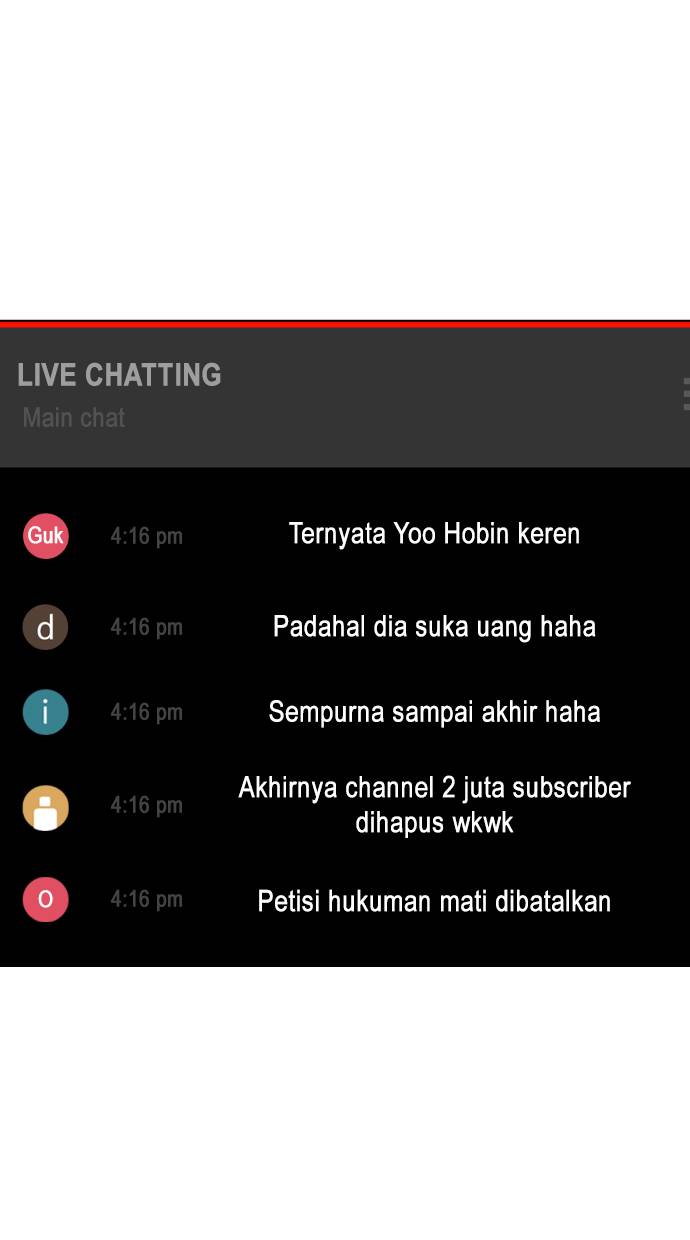 LIVE CHATTING
Main chat
Guk 4:16 pm Ternyata Yoo Hobin keren
d 4:16 pm Padahal dia suka uang haha
i 4:16 pm Sempurna sampai akhir haha
4:16 pm Akhirnya channel 2 juta subscriber
dihapus wkwk
o 4:16 pm Petisi hukuman mati dibatalkan